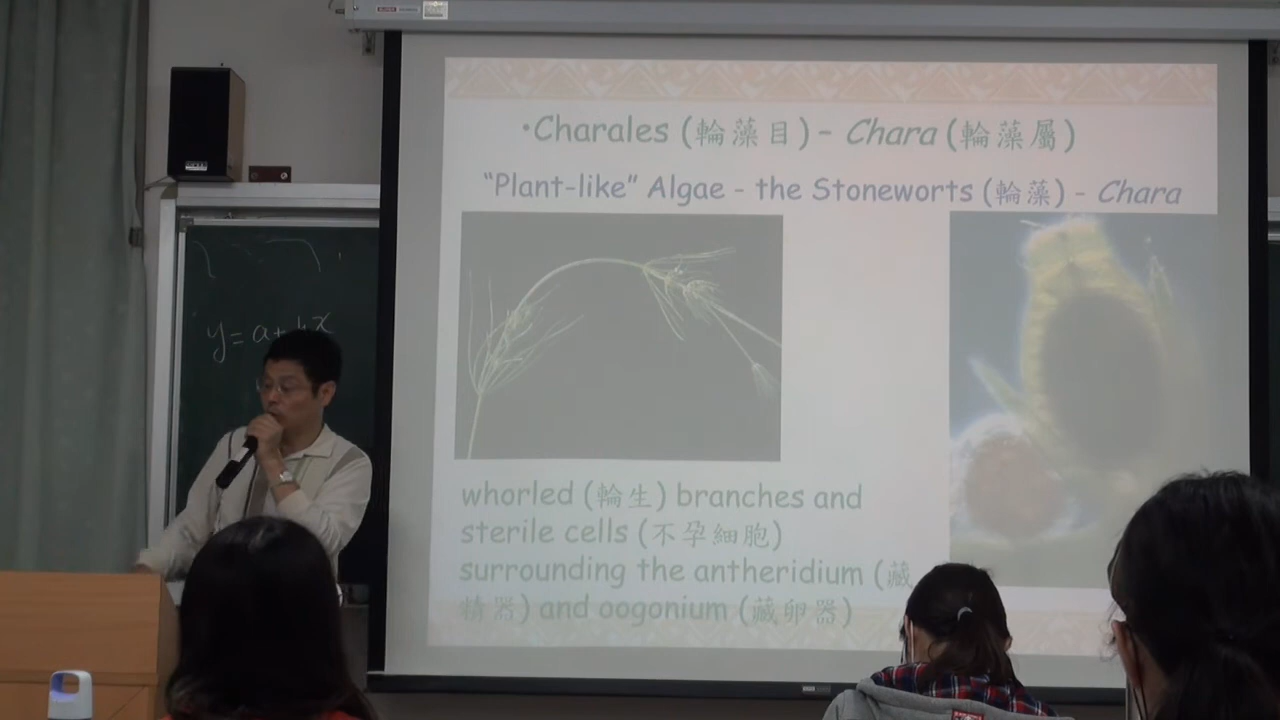 •Charales (輪藻目) – Chara (輪藻屬)
“Plant-like” Algae - the Stoneworts (輪藻) - Chara
whorled (輪生) branches and
sterile cells (不孕細胞)
surrounding the antheridium (藏
精器) and oogonium (藏卵器)
y = a + bx